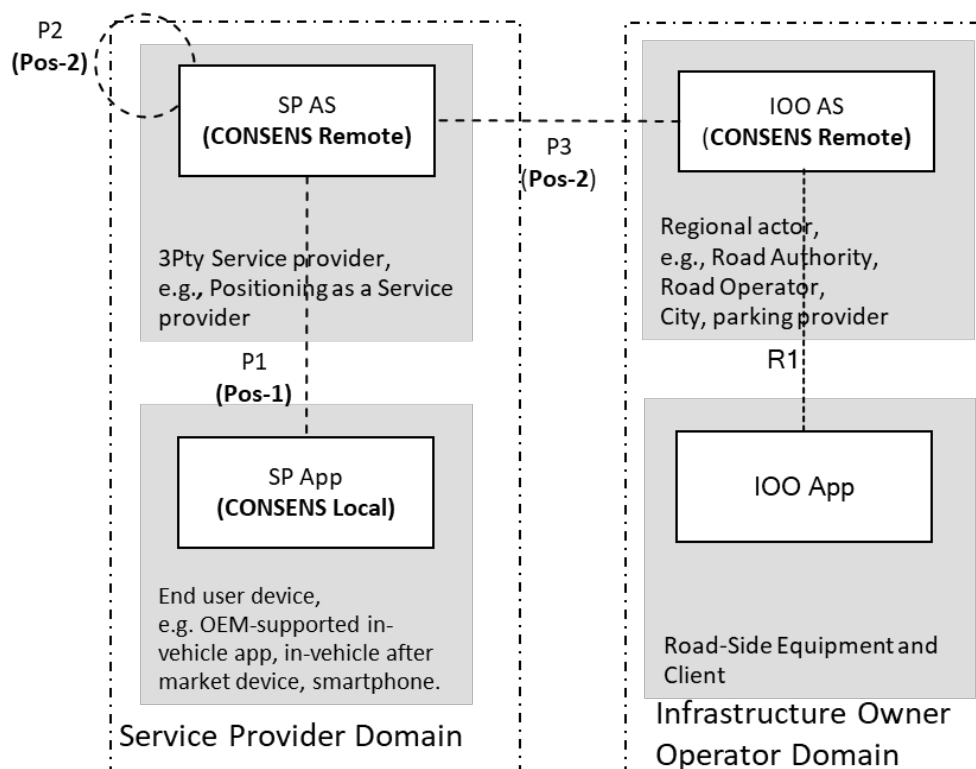 P2
(Pos-2)
SP AS
(CONSENS Remote)
IOO AS
(CONSENS Remote)
P3
(Pos-2)
3Pty Service provider,
e.g., Positioning as a Service
provider
Regional actor,
e.g., Road Authority,
Road Operator,
City, parking provider
P1
(Pos-1)
R1
SP App
(CONSENS Local)
IOO App
End user device,
e.g. OEM-supported in-
vehicle app, in-vehicle after
market device, smartphone.
Road-Side Equipment and
Client
Service Provider Domain
Infrastructure Owner
Operator Domain